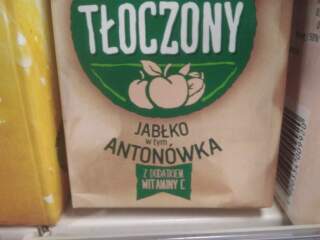 TŁOCZONY
JABŁKO
w tym
ANTONÓWKA
Z DODATKIEM
WITAMINY C